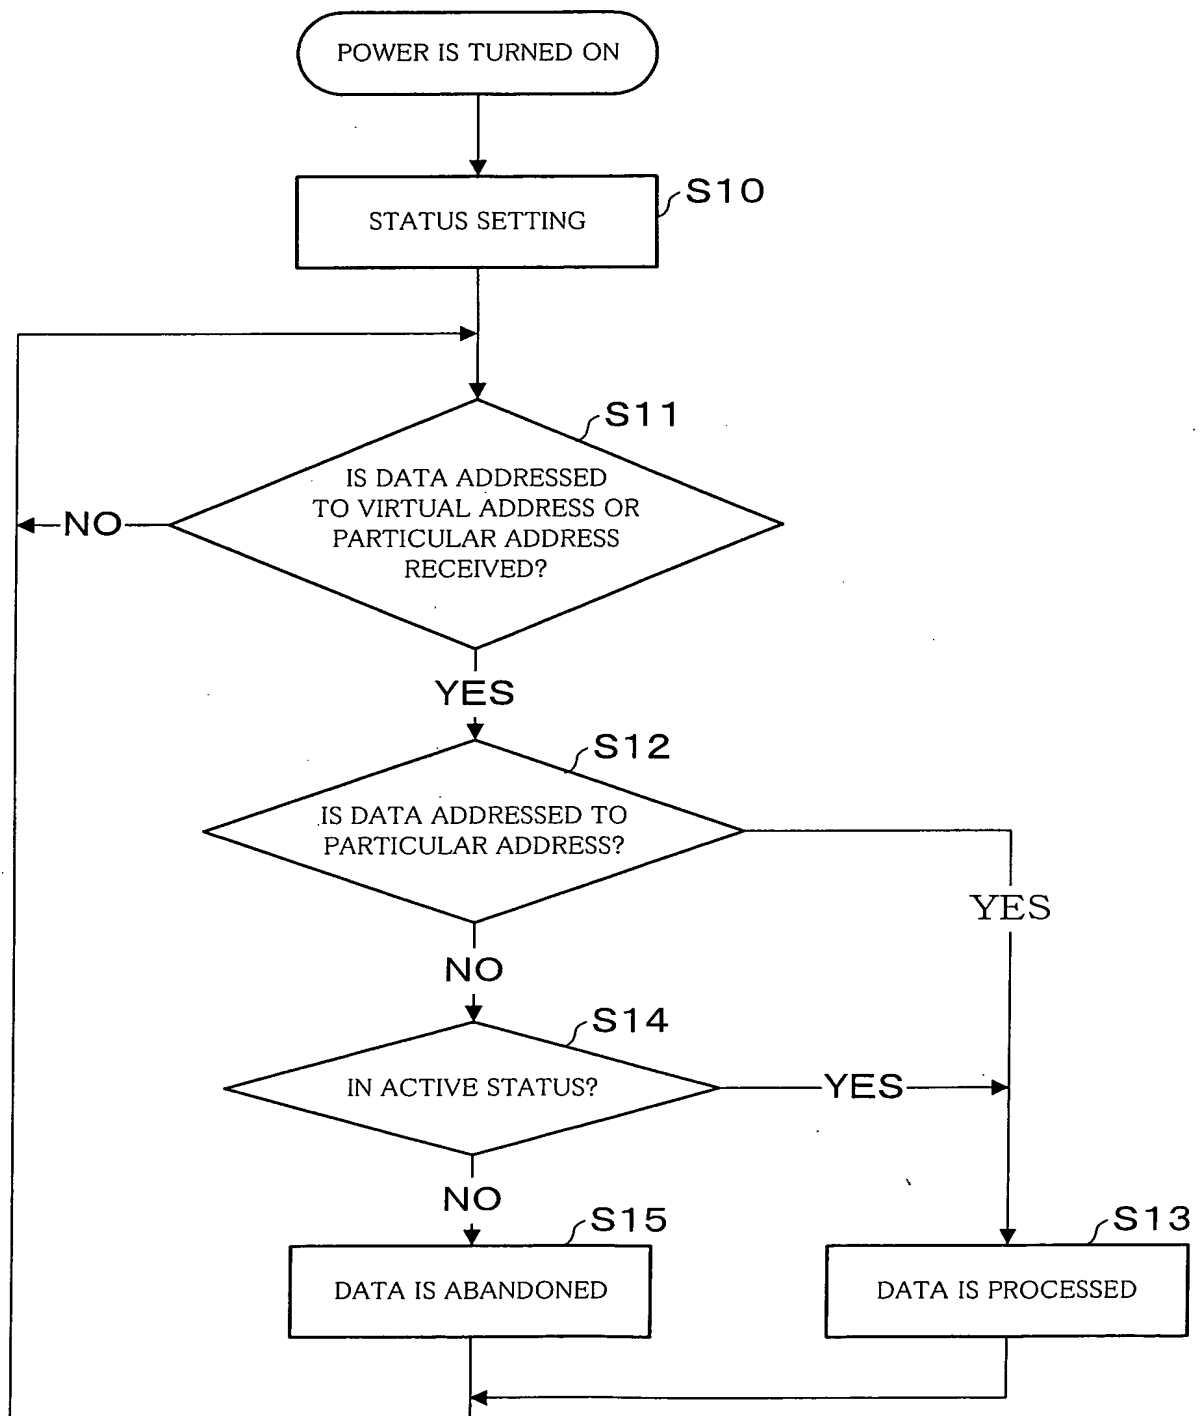 POWER IS TURNED ON
S10
STATUS SETTING
S11
IS DATA ADDRESSED
TO VIRTUAL ADDRESS OR
PARTICULAR ADDRESS
RECEIVED?
NO
YES
S12
IS DATA ADDRESSED TO
PARTICULAR ADDRESS?
YES
NO
S14
IN ACTIVE STATUS?
YES
NO
S15
DATA IS ABANDONED
S13
DATA IS PROCESSED